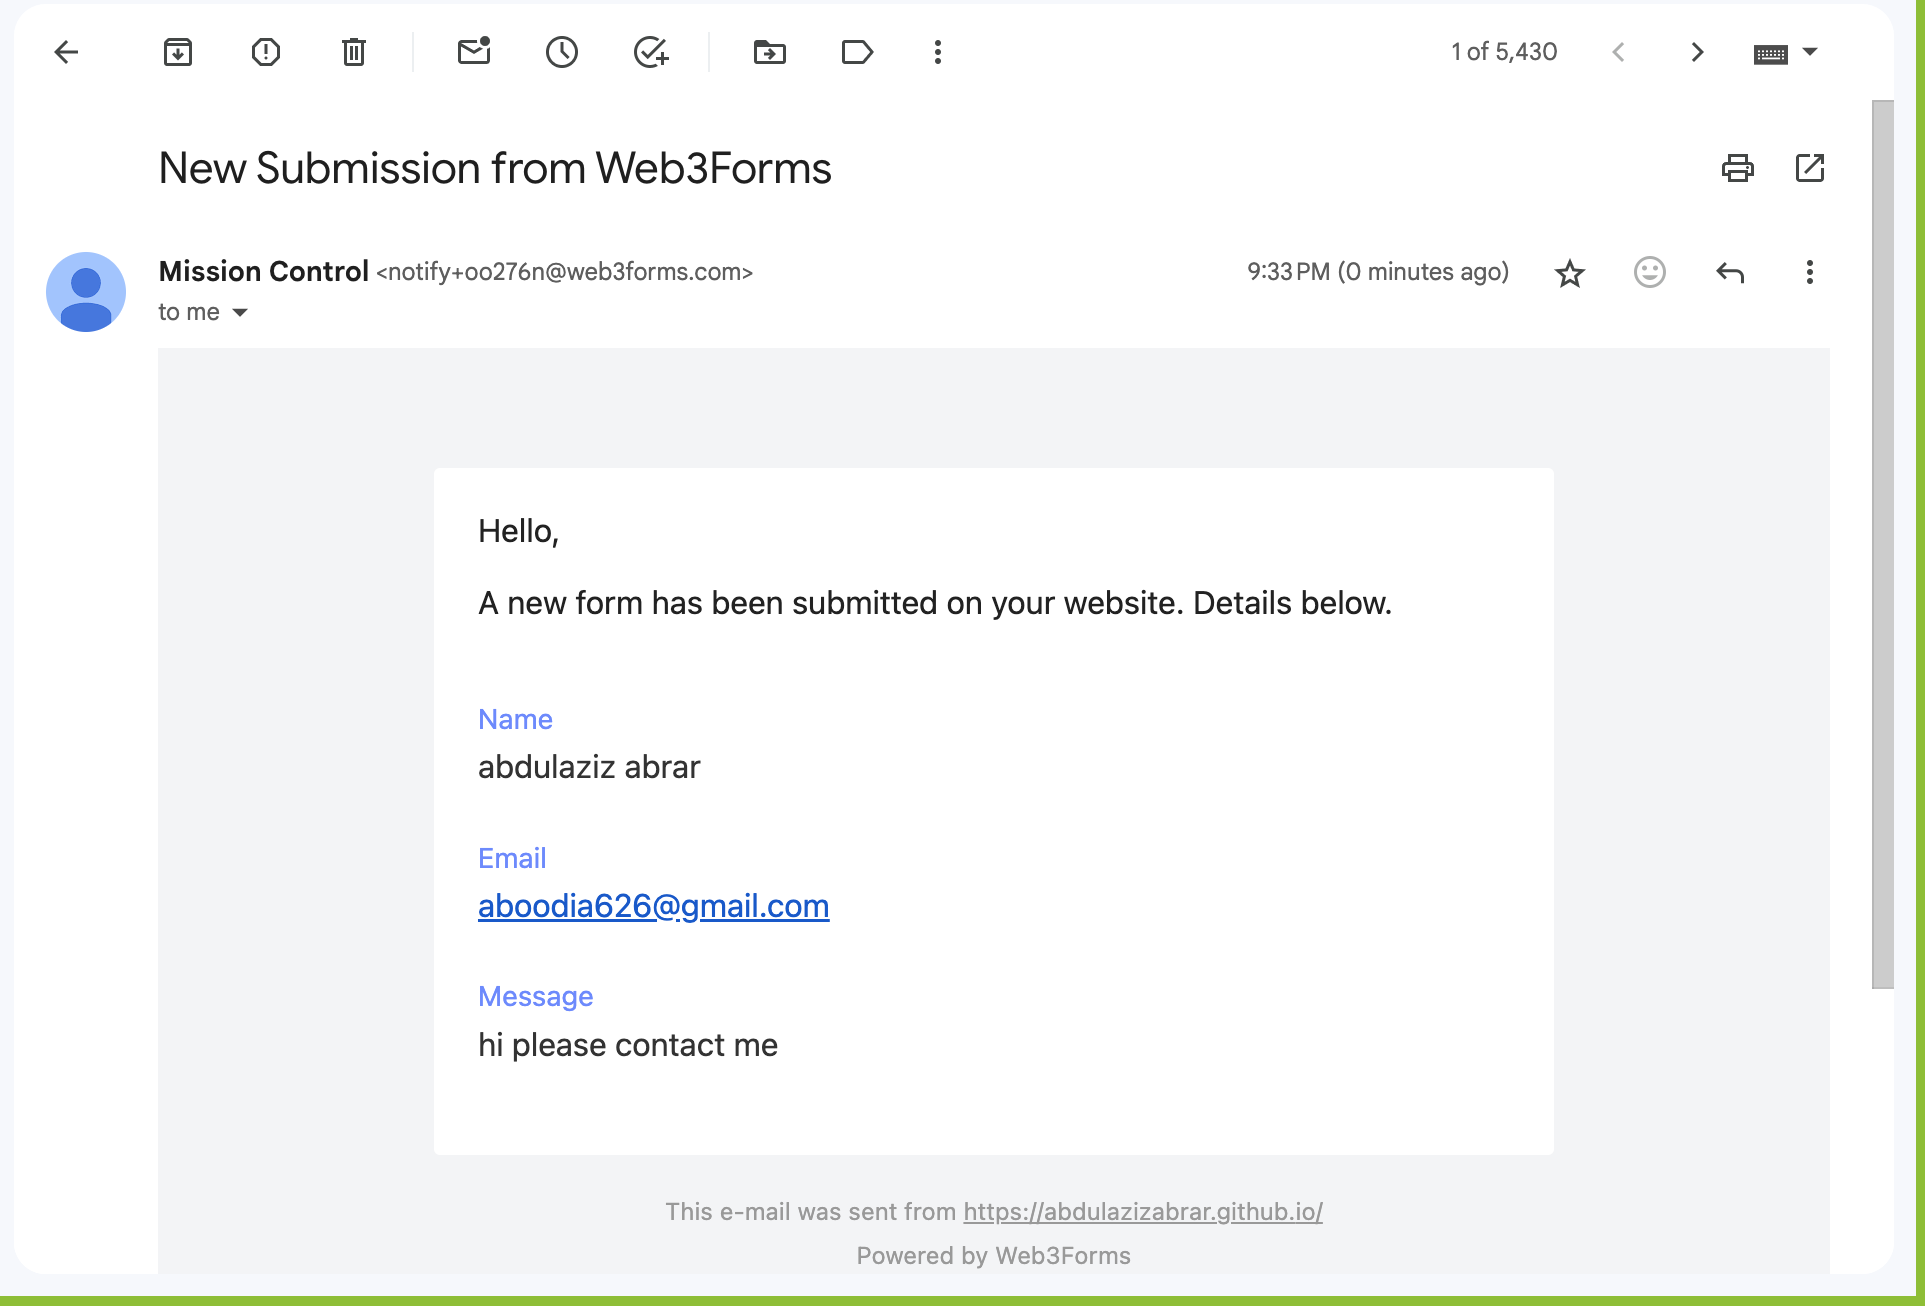 1 of 5,430
New Submission from Web3Forms
Mission Control <notify+oo276n@web3forms.com>
9:33 PM (0 minutes ago)
to me
Hello,
A new form has been submitted on your website. Details below.
Name
abdulaziz abrar
Email
aboodia626@gmail.com
Message
hi please contact me
This e-mail was sent from https://abdulazizabrar.github.io/
Powered by Web3Forms